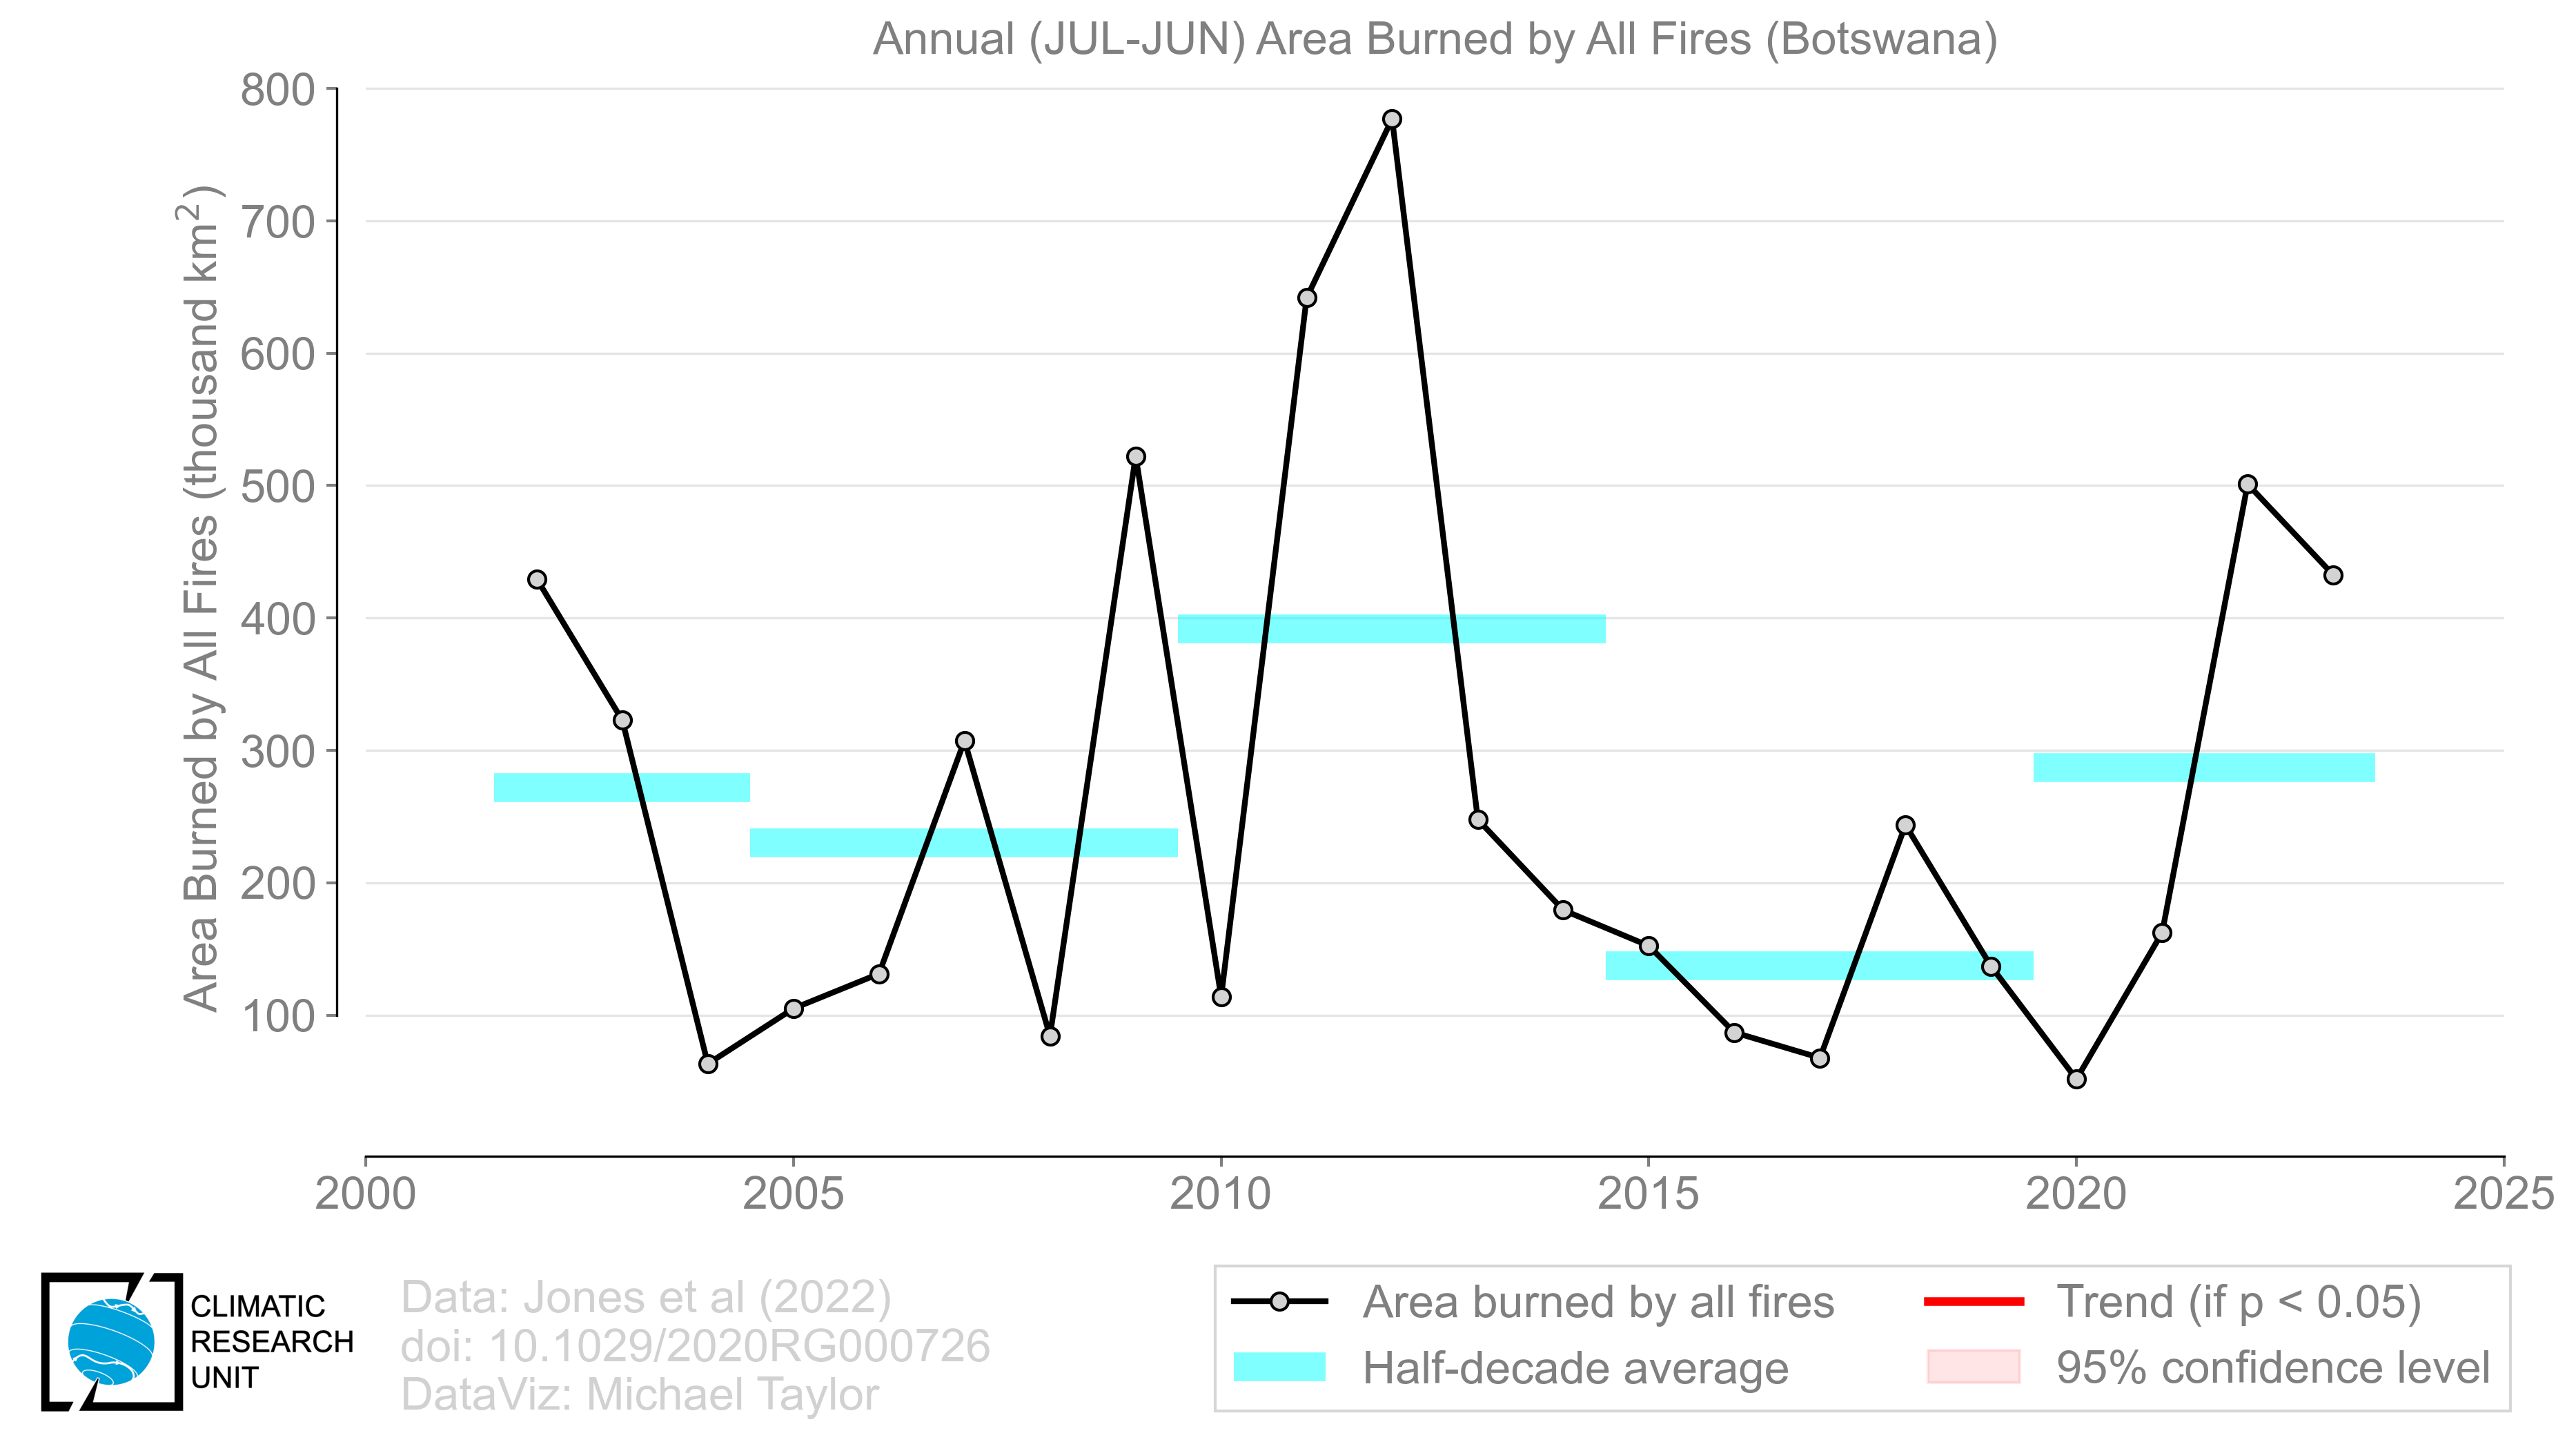 Annual (JUL-JUN) Area Burned by All Fires (Botswana)
Area Burned by All Fires (thousand km²)
800
700
600
500
400
300
200
100
2000 2005 2010 2015 2020 2025
CLIMATIC
RESEARCH
UNIT
Data: Jones et al (2022)
doi: 10.1029/2020RG000726
DataViz: Michael Taylor
Area burned by all fires
Half-decade average
Trend (if p < 0.05)
95% confidence level